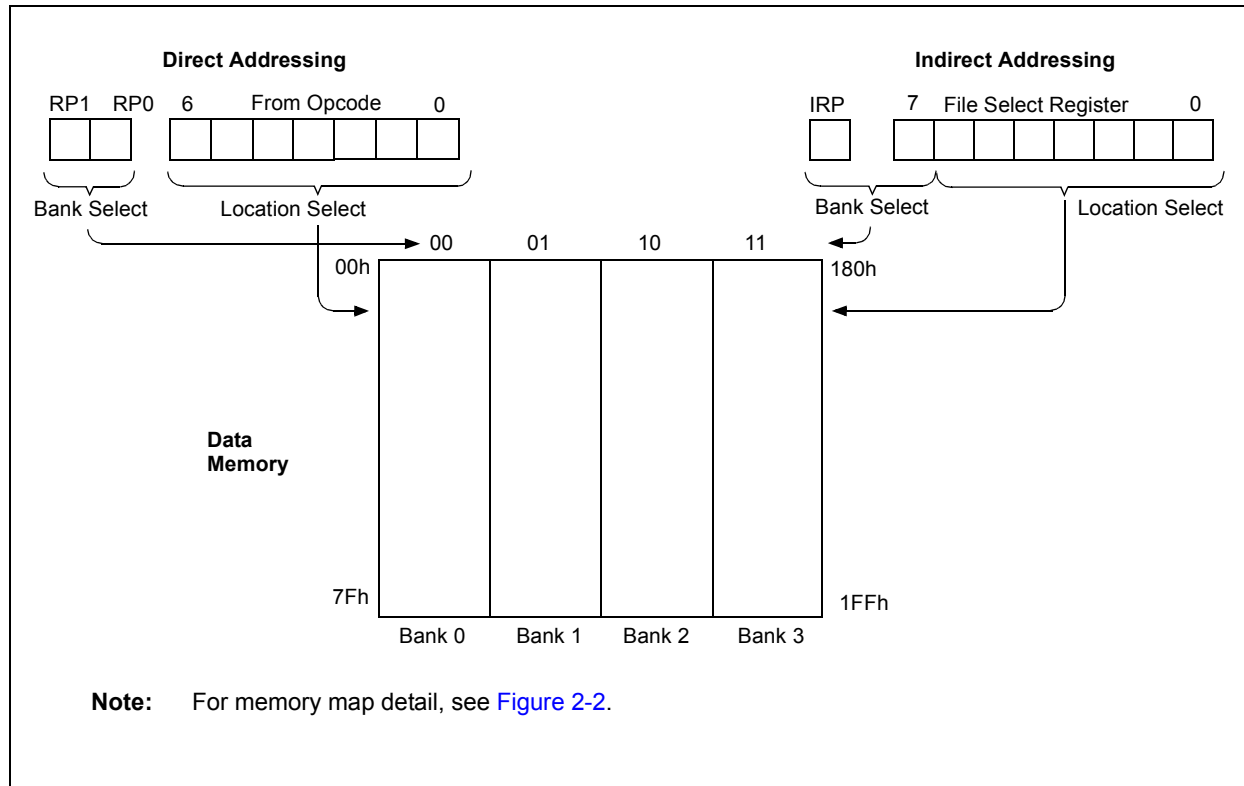 Direct Addressing
Indirect Addressing
RP1 RP0 6 From Opcode 0
IRP 7 File Select Register 0
Bank Select Location Select
Bank Select Location Select
00 01 10 11
00h
180h
Data
Memory
7Fh
1FFh
Bank 0 Bank 1 Bank 2 Bank 3
Note: For memory map detail, see Figure 2-2.